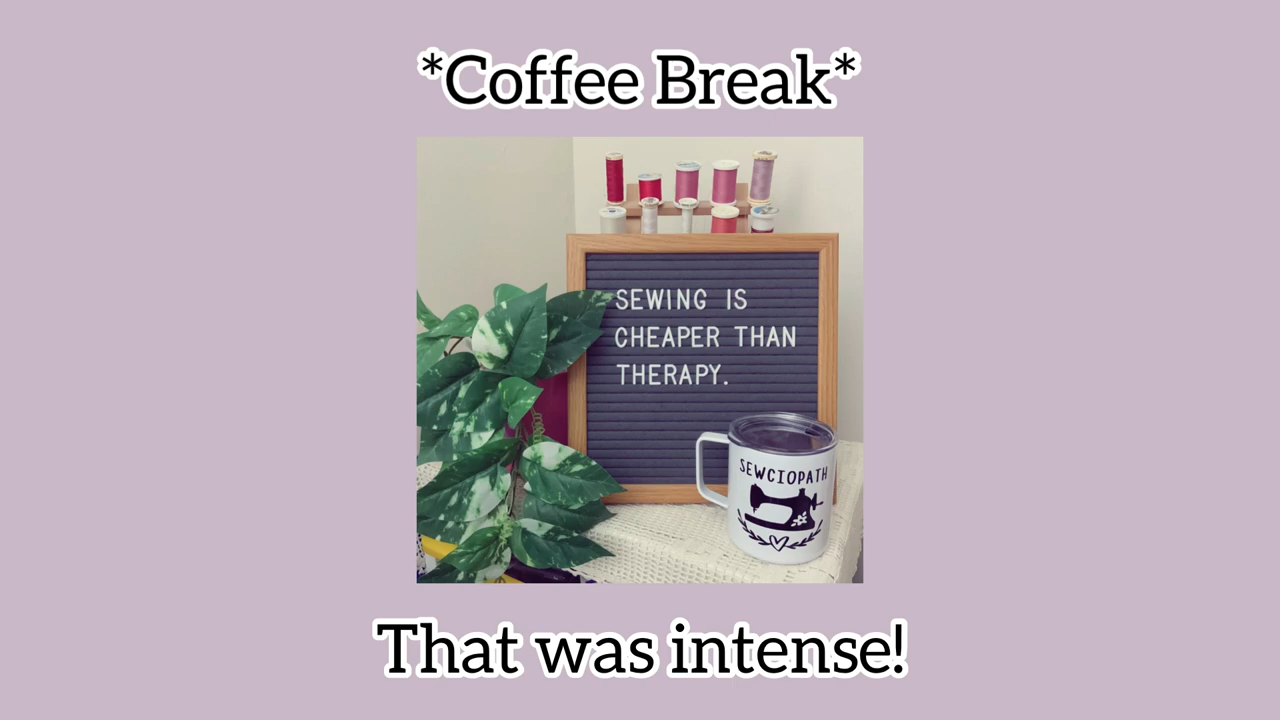 *Coffee Break*
SEWING IS
CHEAPER THAN
THERAPY.
SEWCIOPATH
That was intense!